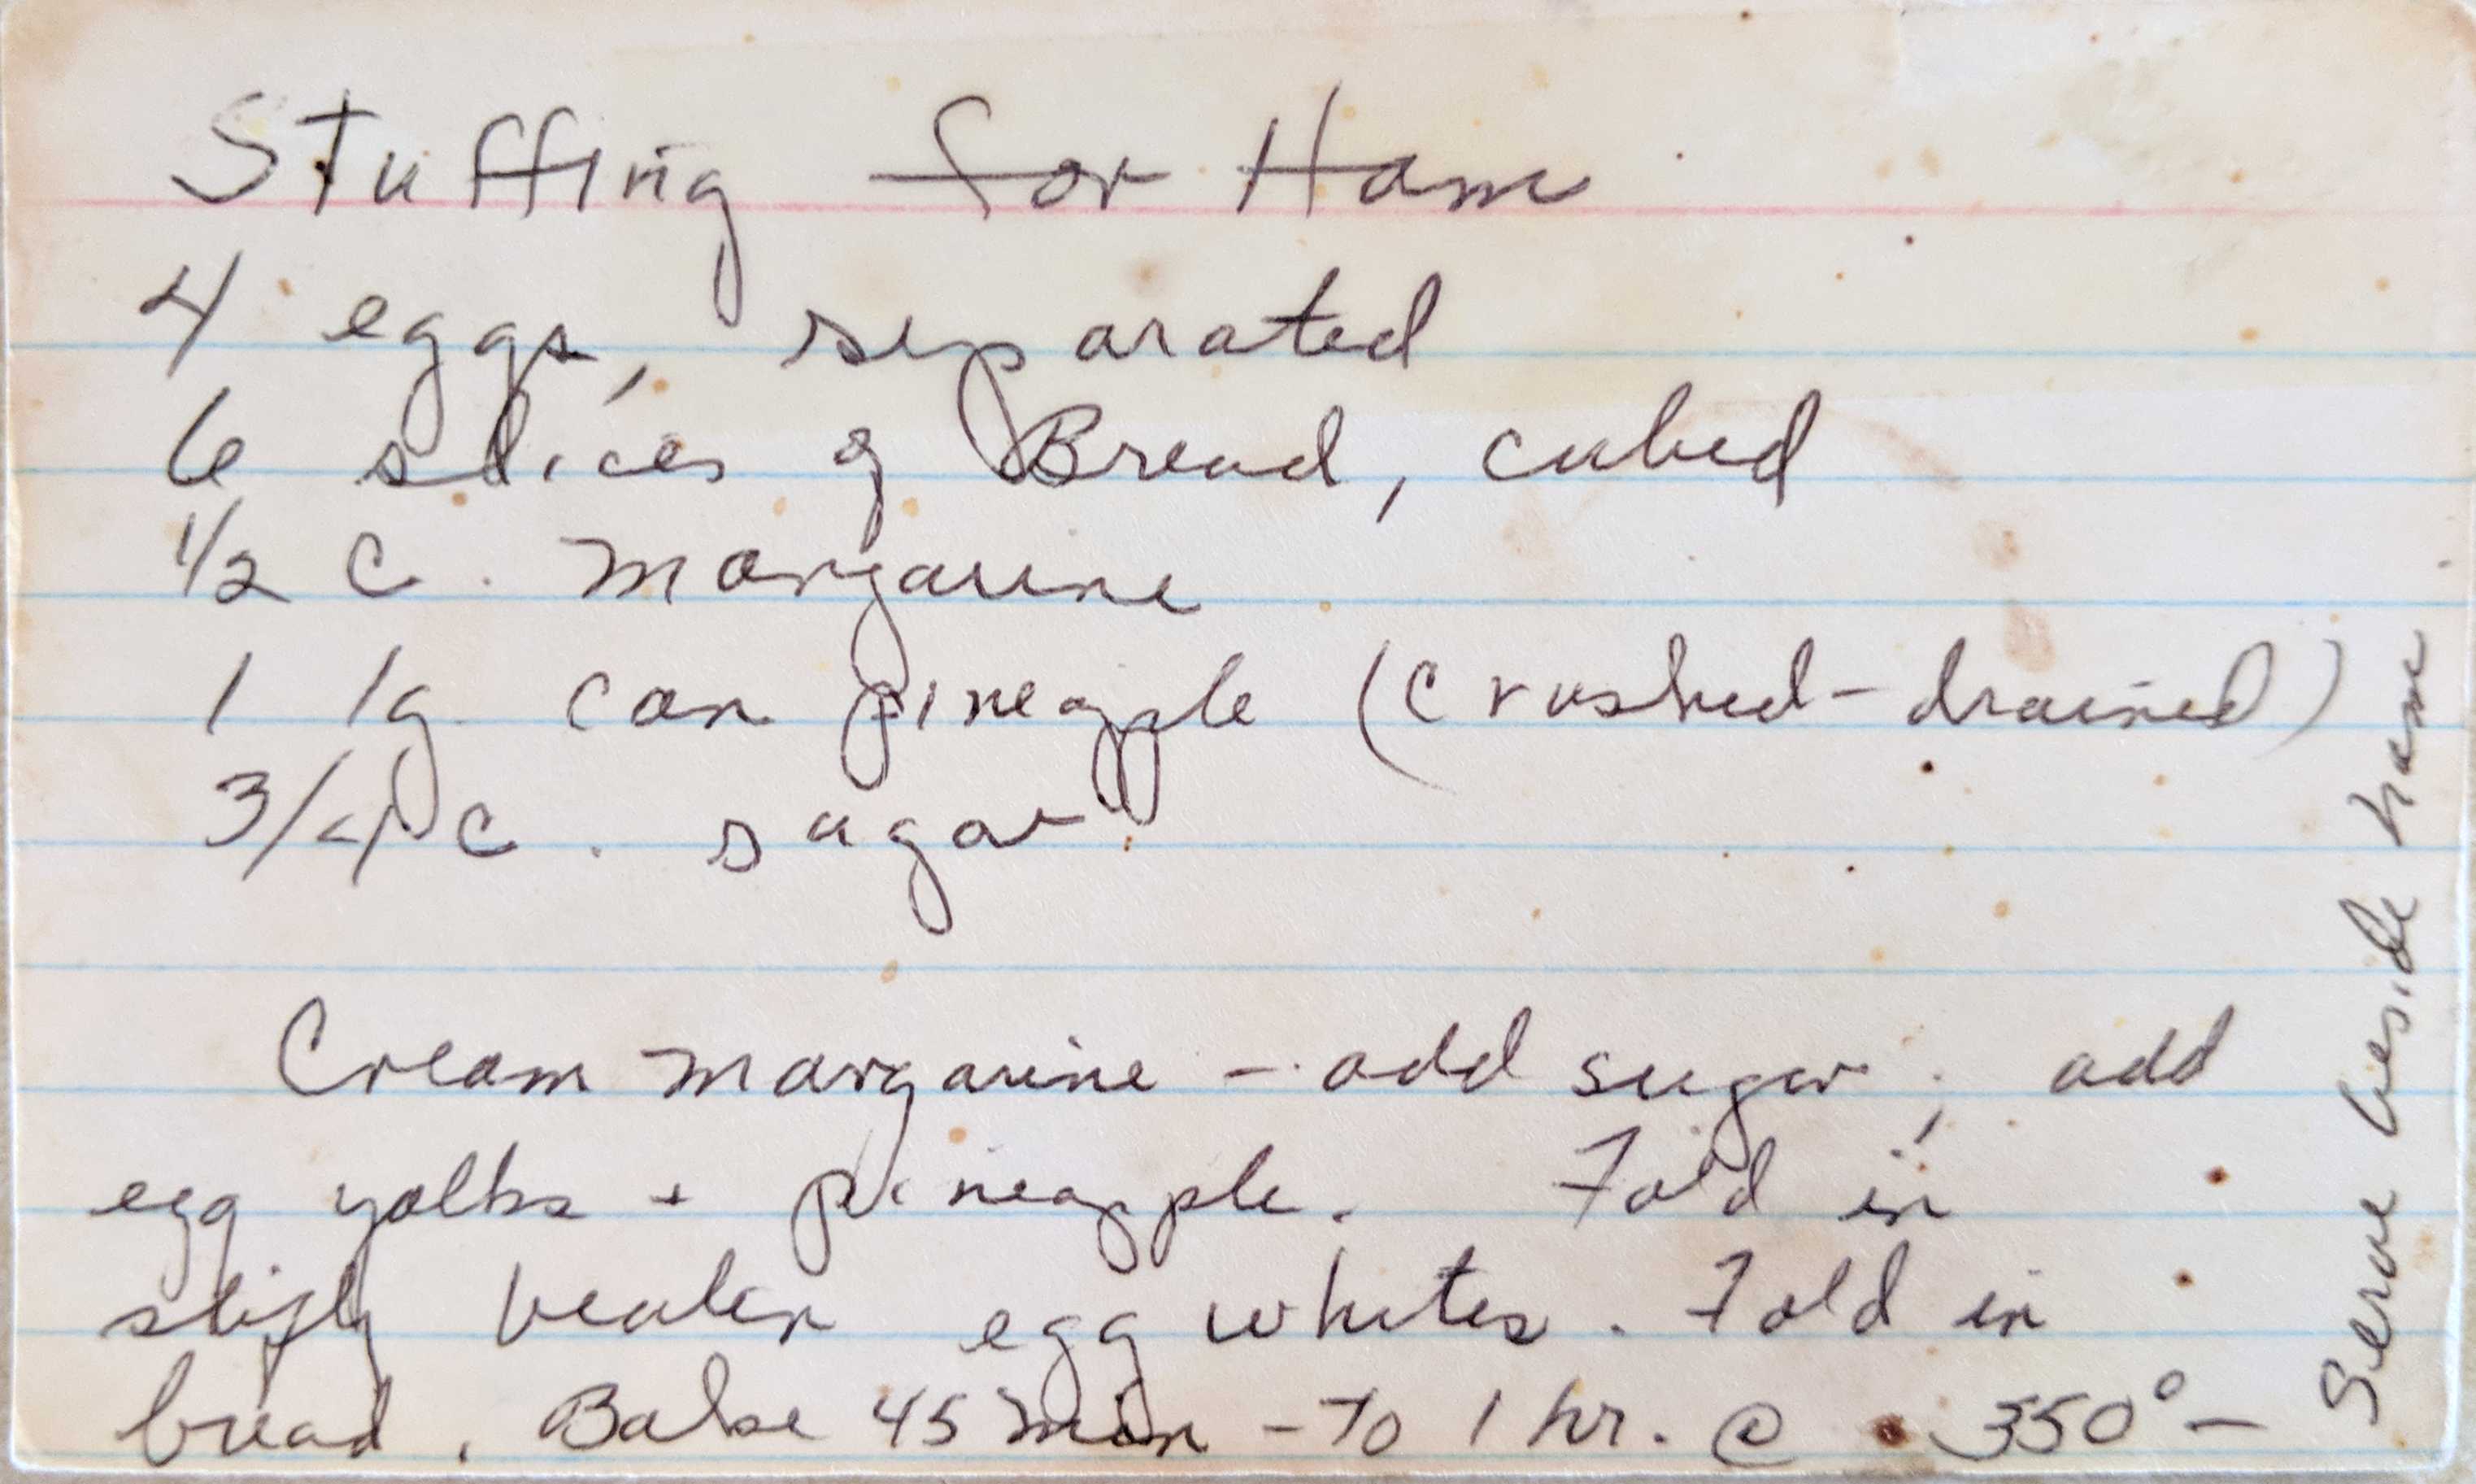 Stuffing for Ham
4 eggs, separated
6 slices of Bread, cubed
1/2 c. margarine
1 lg. can pineapple (crushed-drained)
3/4 c. sugar
Cream margarine - add sugar; add
egg yolks + pineapple. Fold in
stifly beaten egg whites. Fold in
bread. Bake 45 min - to 1 hr. @ 350° -
Serve beside ham.